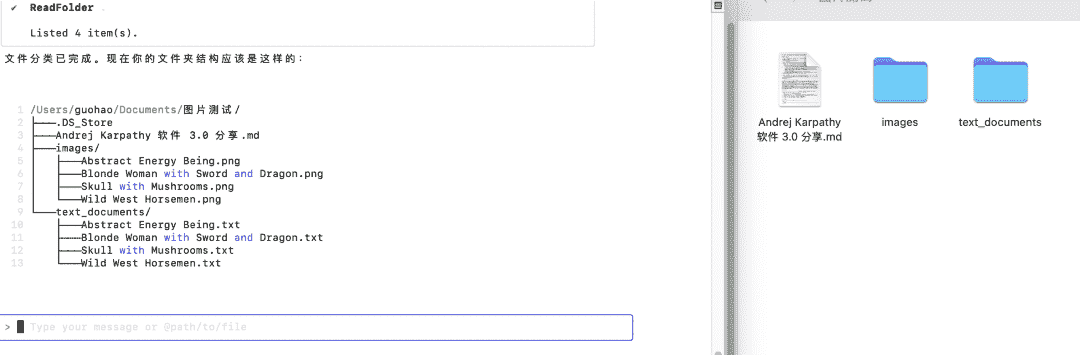 ✔ ReadFolder
Listed 4 item(s).
文件分类已完成。现在你的文件夹结构应该是这样的：
1 /Users/guohao/Documents/图片测试/
2 ├───.DS_Store
3 ├───Andrej Karpathy 软件 3.0 分享.md
4 ├───images/
5 │   ├───Abstract Energy Being.png
6 │   ├───Blonde Woman with Sword and Dragon.png
7 │   ├───Skull with Mushrooms.png
8 │   └───Wild West Horsemen.png
9 └───text_documents/
10     ├───Abstract Energy Being.txt
11     ├───Blonde Woman with Sword and Dragon.txt
12     ├───Skull with Mushrooms.txt
13     └───Wild West Horsemen.txt
> Type your message or @path/to/file
Andrej Karpathy
软件 3.0 分享.md
images
text_documents